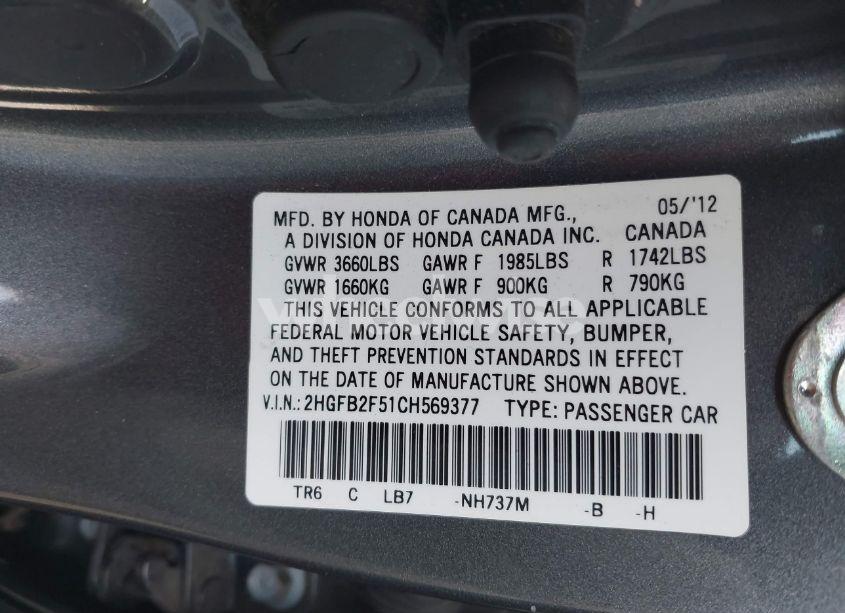 MFD. BY HONDA OF CANADA MFG., 05/'12
A DIVISION OF HONDA CANADA INC. CANADA
GVWR 3660LBS GAWR F 1985LBS R 1742LBS
GVWR 1660KG GAWR F 900KG R 790KG
THIS VEHICLE CONFORMS TO ALL APPLICABLE
FEDERAL MOTOR VEHICLE SAFETY, BUMPER,
AND THEFT PREVENTION STANDARDS IN EFFECT
ON THE DATE OF MANUFACTURE SHOWN ABOVE.
V.I.N.: 2HGFB2F51CH569377 TYPE: PASSENGER CAR
TR6 C LB7 -NH737M -B -H